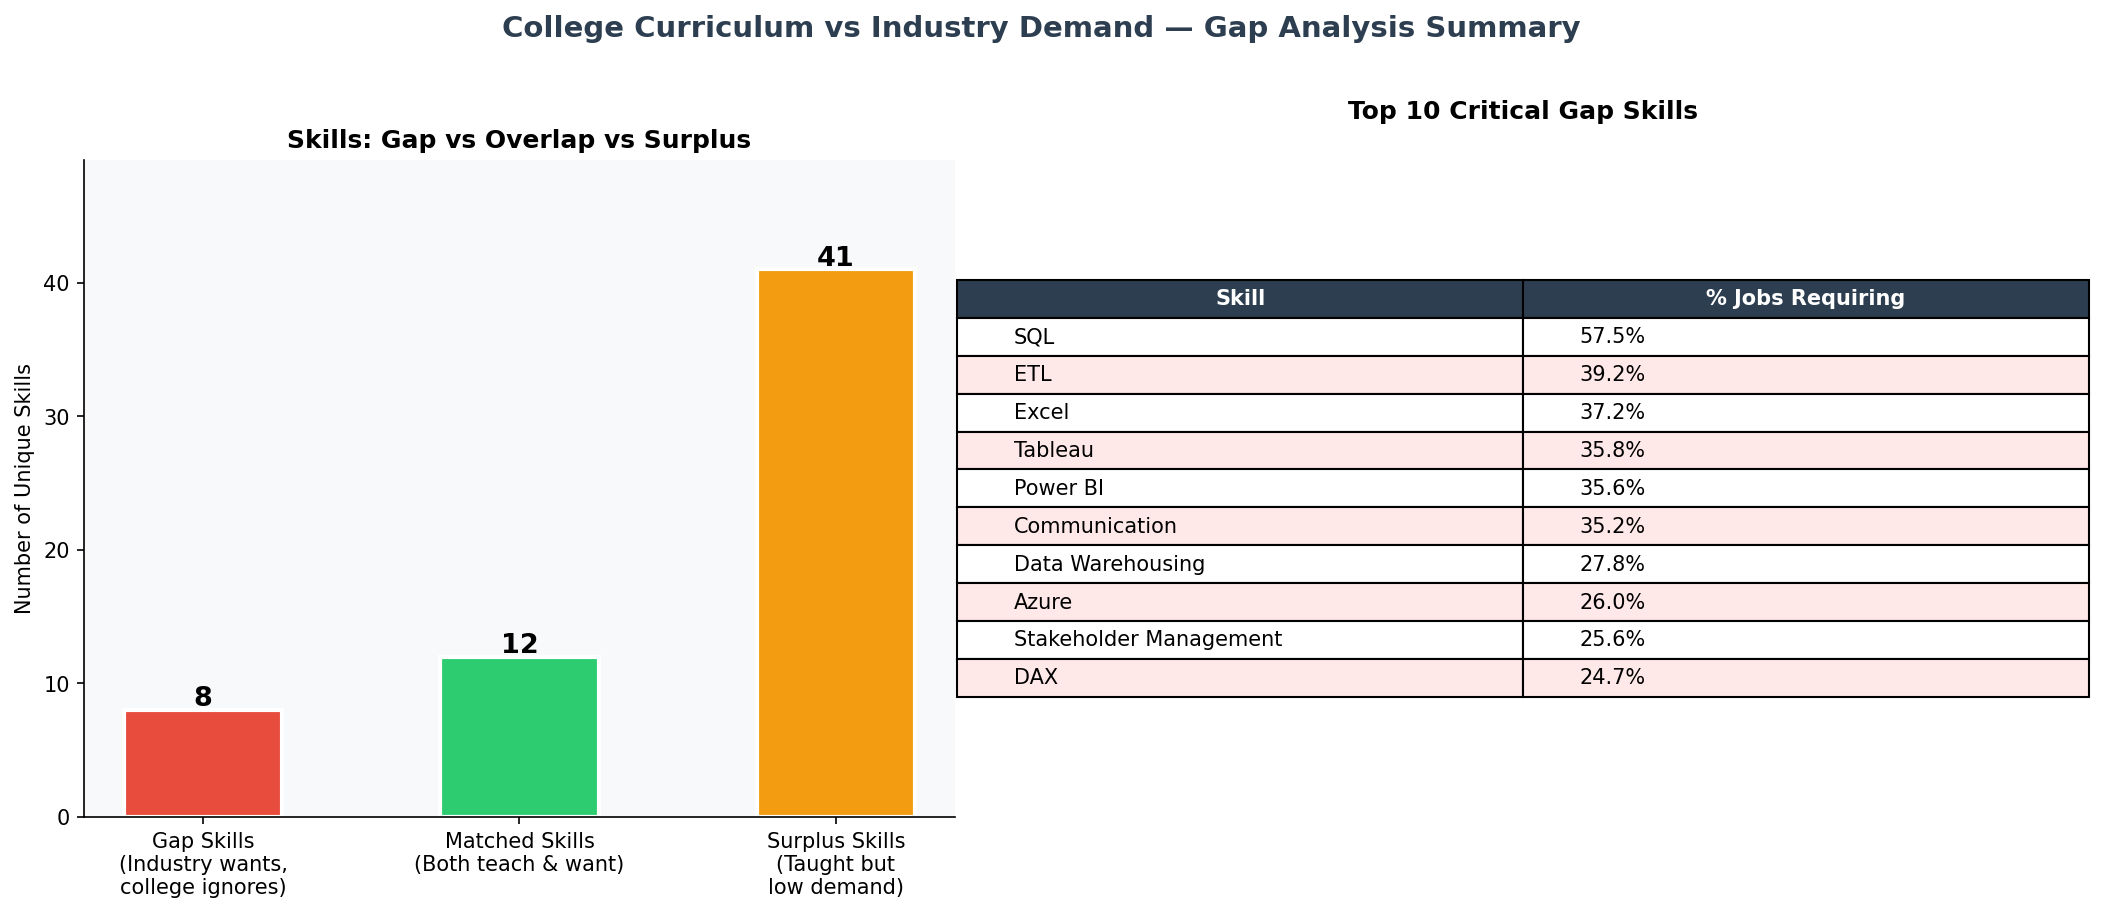 College Curriculum vs Industry Demand — Gap Analysis Summary
Skills: Gap vs Overlap vs Surplus
Number of Unique Skills
40
30
20
10
0
8
12
41
Gap Skills
(Industry wants,
college ignores)
Matched Skills
(Both teach & want)
Surplus Skills
(Taught but
low demand)
Top 10 Critical Gap Skills
Skill % Jobs Requiring
SQL 57.5%
ETL 39.2%
Excel 37.2%
Tableau 35.8%
Power BI 35.6%
Communication 35.2%
Data Warehousing 27.8%
Azure 26.0%
Stakeholder Management 25.6%
DAX 24.7%